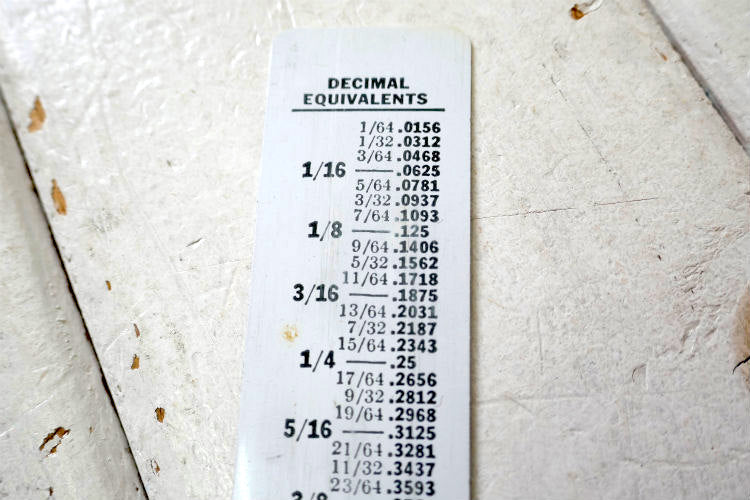 DECIMAL
EQUIVALENTS
1/64 .0156
1/32 .0312
3/64 .0468
1/16 — .0625
5/64 .0781
3/32 .0937
7/64 .1093
1/8 — .125
9/64 .1406
5/32 .1562
11/64 .1718
3/16 — .1875
13/64 .2031
7/32 .2187
15/64 .2343
1/4 — .25
17/64 .2656
9/32 .2812
19/64 .2968
5/16 — .3125
21/64 .3281
11/32 .3437
23/64 .3593